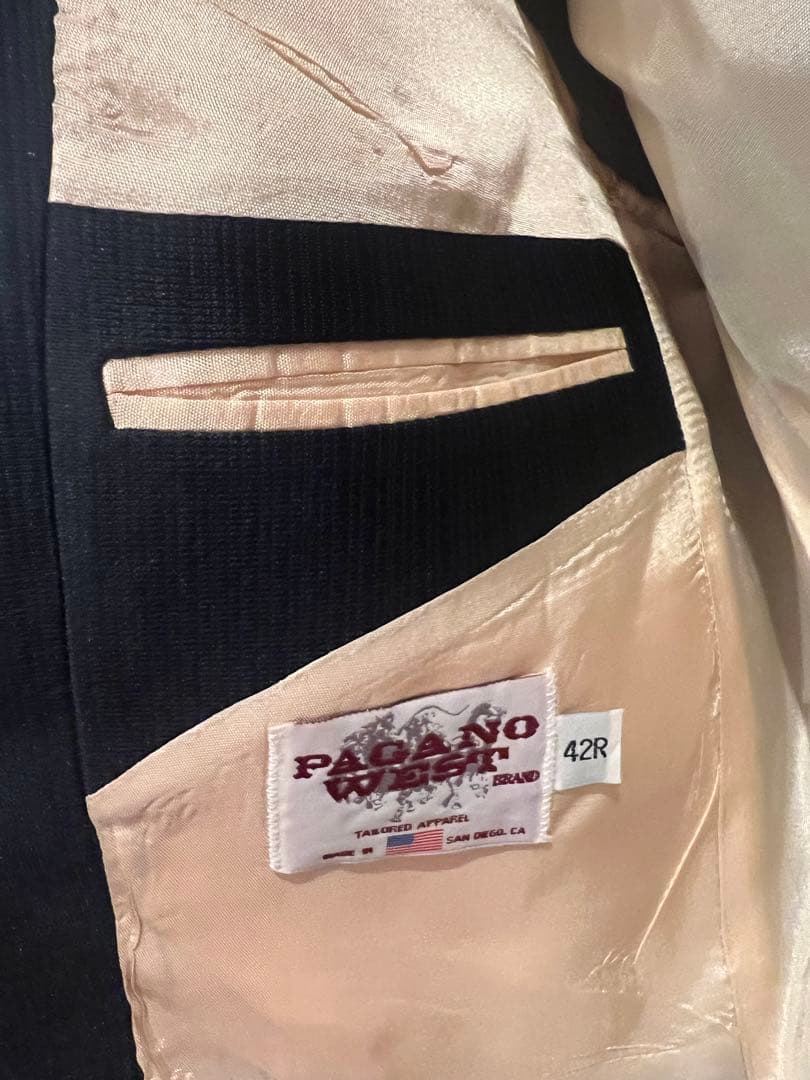 PAGANO
WEST BRAND
42R
TAILORED APPAREL
MADE IN SAN DIEGO, CA